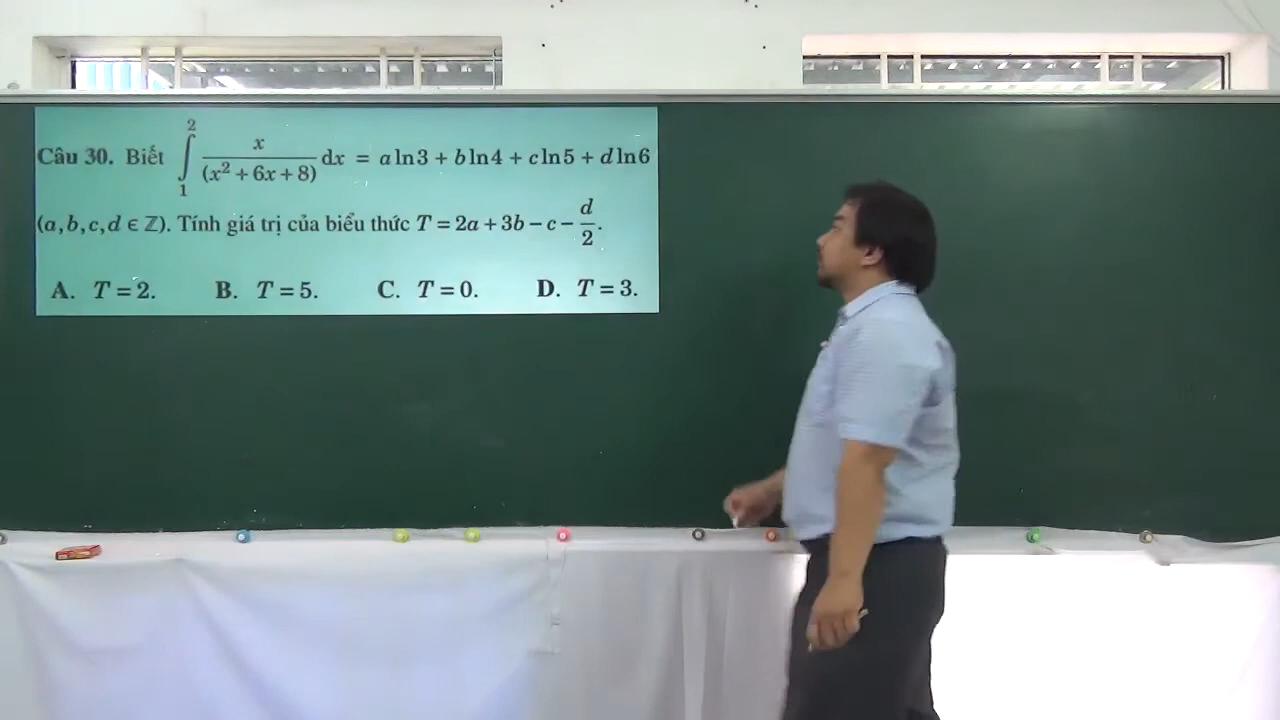 Câu 30. Biết ∫₁² x/(x² + 6x + 8) dx = a ln3 + b ln4 + c ln5 + d ln6
(a, b, c, d ∈ ℤ). Tính giá trị của biểu thức T = 2a + 3b − c − d/2.
A. T = 2. B. T = 5. C. T = 0. D. T = 3.